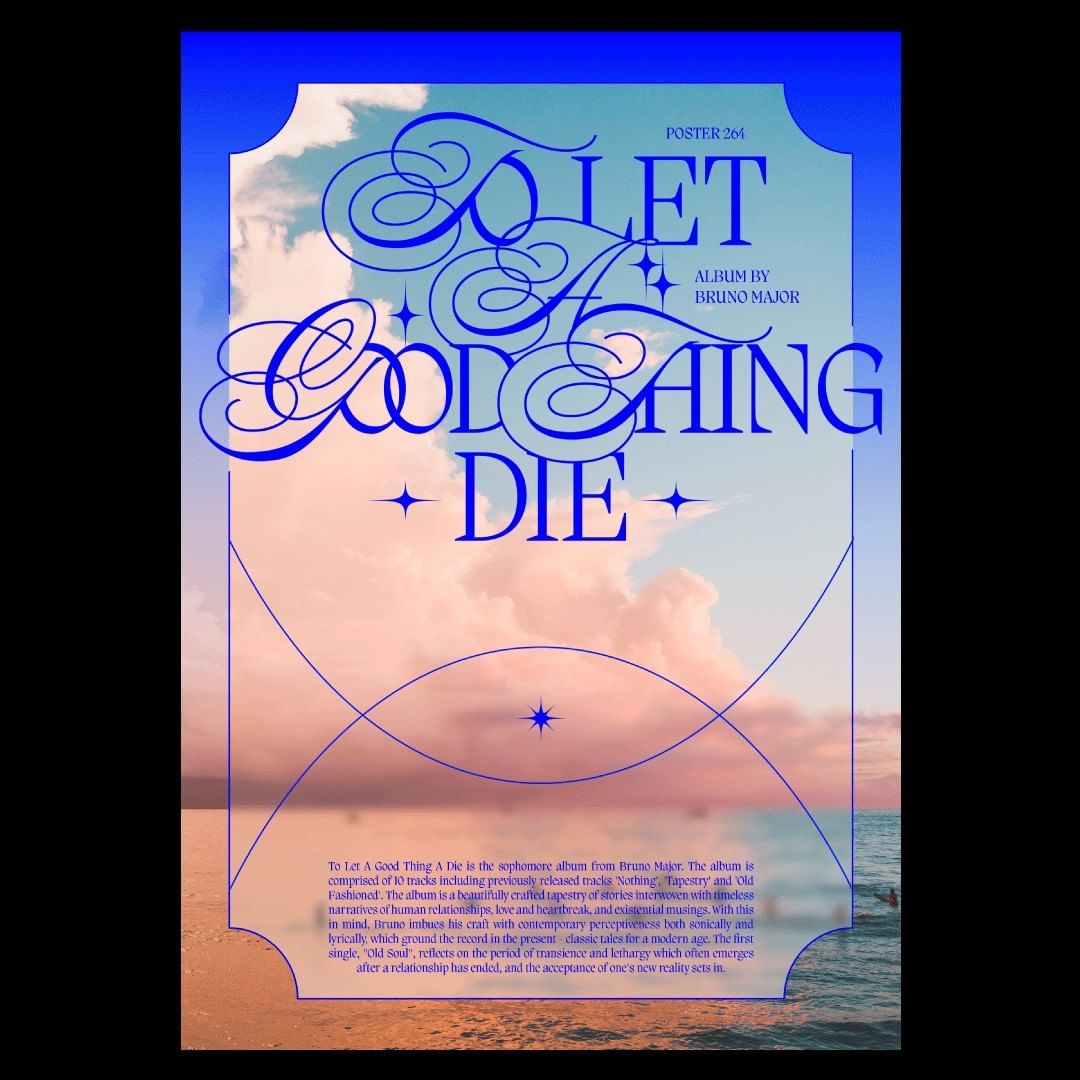 POSTER 264
TO LET
A
ALBUM BY
BRUNO MAJOR
GOOD THING
DIE
To Let A Good Thing A Die is the sophomore album from Bruno Major. The album is
comprised of 10 tracks including previously released tracks 'Nothing', 'Tapestry' and 'Old
Fashioned'. The album is a beautifully crafted tapestry of stories interwoven with timeless
narratives of human relationships, love and heartbreak, and existential musings. With this
in mind, Bruno imbues his craft with contemporary perceptiveness both sonically and
lyrically, which ground the record in the present - classic tales for a modern age. The first
single, "Old Soul", reflects on the period of transience and lethargy which often emerges
after a relationship has ended, and the acceptance of one's new reality sets in.